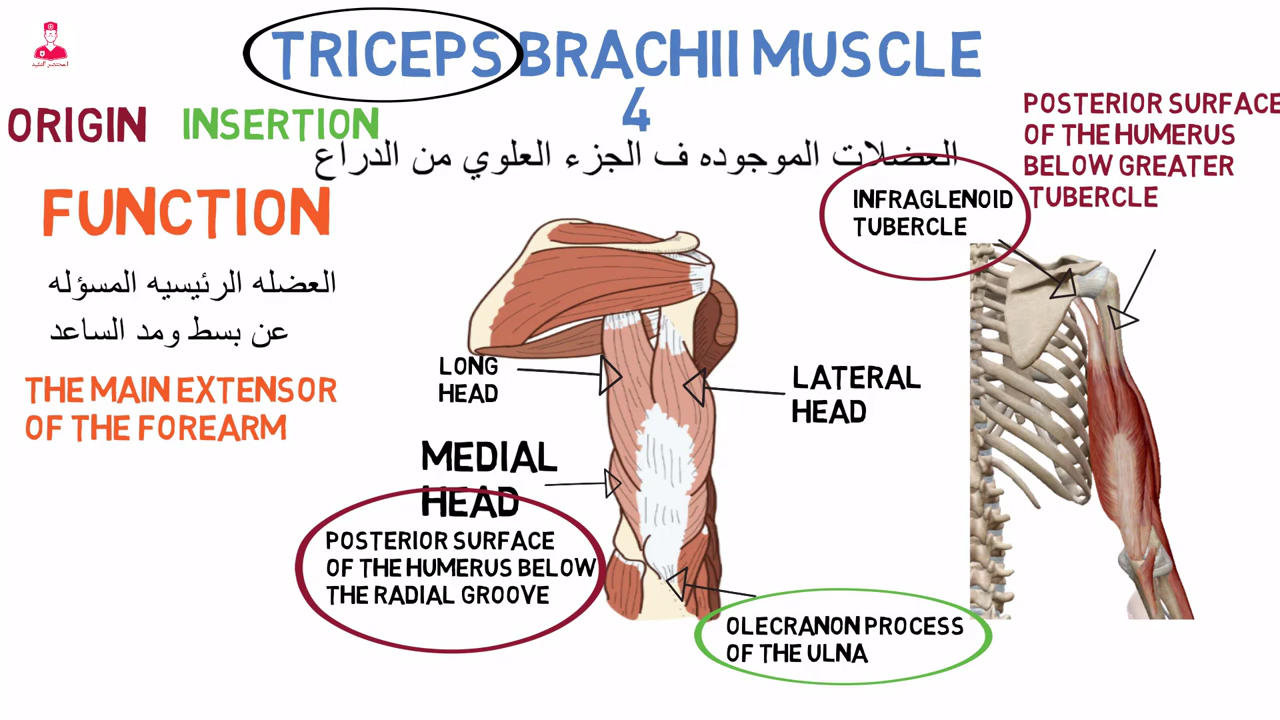 TRICEPS BRACHII MUSCLE
4
ORIGIN INSERTION
العضلات الموجوده ف الجزء العلوي من الدراع
POSTERIOR SURFACE
OF THE HUMERUS
BELOW GREATER
TUBERCLE
INFRAGLENOID
TUBERCLE
FUNCTION
العضله الرئيسيه المسؤله
عن بسط ومد الساعد
THE MAIN EXTENSOR
OF THE FOREARM
LONG
HEAD
LATERAL
HEAD
MEDIAL
HEAD
POSTERIOR SURFACE
OF THE HUMERUS BELOW
THE RADIAL GROOVE
OLECRANON PROCESS
OF THE ULNA